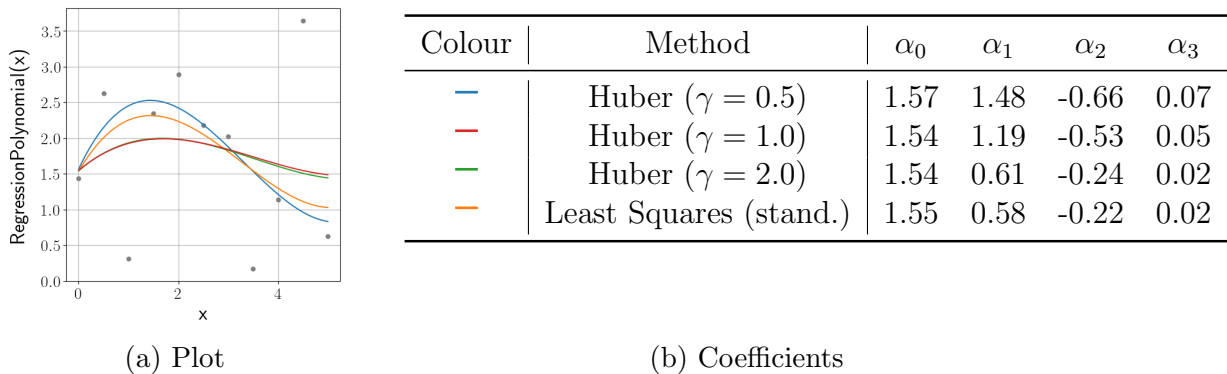 RegressionPolynomial(x)
3.5
3.0
2.5
2.0
1.5
1.0
0.5
0.0
0 2 4
x
(a) Plot
Colour Method α0 α1 α2 α3
Huber (γ = 0.5) 1.57 1.48 -0.66 0.07
Huber (γ = 1.0) 1.54 1.19 -0.53 0.05
Huber (γ = 2.0) 1.54 0.61 -0.24 0.02
Least Squares (stand.) 1.55 0.58 -0.22 0.02
(b) Coefficients